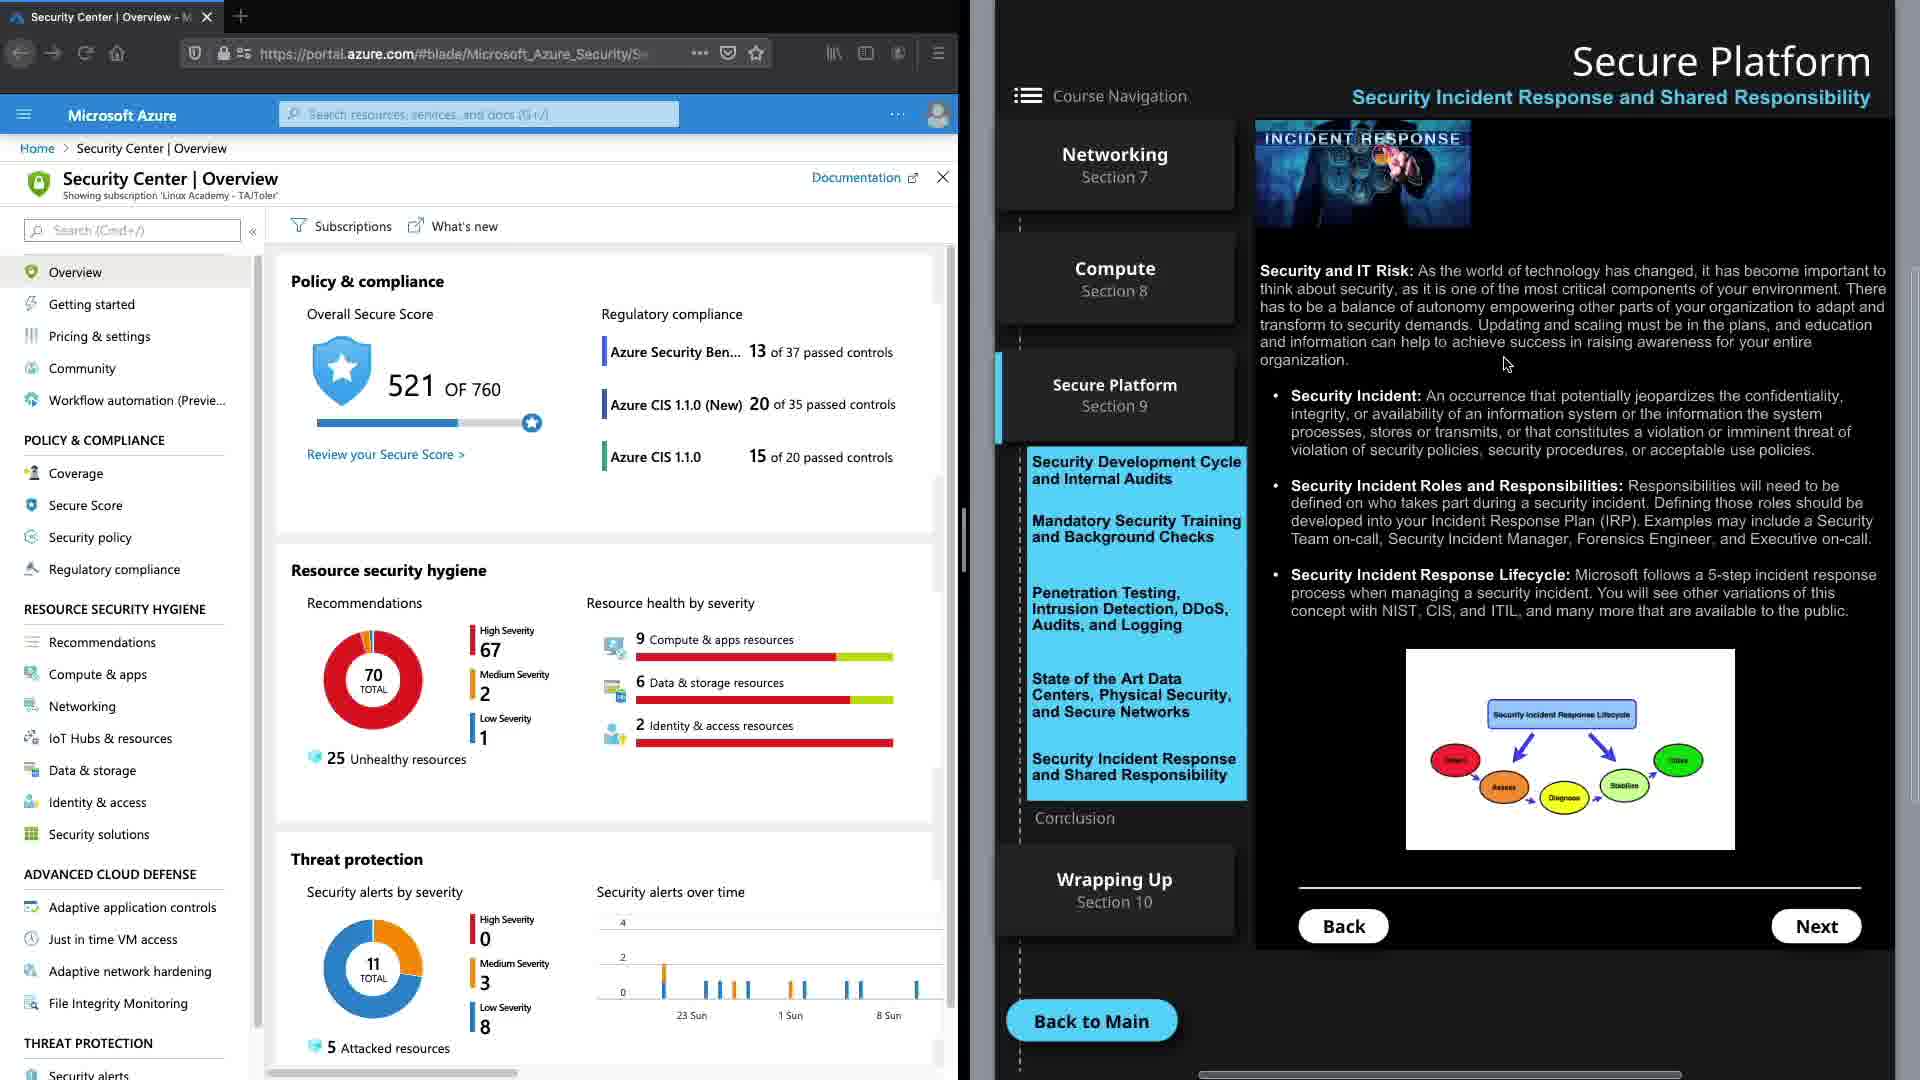 Security Center | Overview - M
https://portal.azure.com/#blade/Microsoft_Azure_Security/Se
Microsoft Azure
Search resources, services, and docs (G+/)
Home > Security Center | Overview
Security Center | Overview
Showing subscription 'Linux Academy - TA/Toler'
Documentation
Search (Cmd+/)
Subscriptions
What's new
Overview
Getting started
Pricing & settings
Community
Workflow automation (Previe...
POLICY & COMPLIANCE
Coverage
Secure Score
Security policy
Regulatory compliance
RESOURCE SECURITY HYGIENE
Recommendations
Compute & apps
Networking
IoT Hubs & resources
Data & storage
Identity & access
Security solutions
ADVANCED CLOUD DEFENSE
Adaptive application controls
Just in time VM access
Adaptive network hardening
File Integrity Monitoring
THREAT PROTECTION
Security alerts
Policy & compliance
Overall Secure Score
521 OF 760
Review your Secure Score >
Regulatory compliance
Azure Security Ben... 13 of 37 passed controls
Azure CIS 1.1.0 (New) 20 of 35 passed controls
Azure CIS 1.1.0 15 of 20 passed controls
Resource security hygiene
Recommendations
70
TOTAL
High Severity
67
Medium Severity
2
Low Severity
1
25 Unhealthy resources
Resource health by severity
9 Compute & apps resources
6 Data & storage resources
2 Identity & access resources
Threat protection
Security alerts by severity
11
TOTAL
High Severity
0
Medium Severity
3
Low Severity
8
5 Attacked resources
Security alerts over time
4
2
0
23 Sun
1 Sun
8 Sun
Secure Platform
Security Incident Response and Shared Responsibility
Course Navigation
Networking
Section 7
Compute
Section 8
Secure Platform
Section 9
Security Development Cycle
and Internal Audits
Mandatory Security Training
and Background Checks
Penetration Testing,
Intrusion Detection, DDoS,
Audits, and Logging
State of the Art Data
Centers, Physical Security,
and Secure Networks
Security Incident Response
and Shared Responsibility
Conclusion
Wrapping Up
Section 10
Back to Main
INCIDENT RESPONSE
Security and IT Risk: As the world of technology has changed, it has become important to
think about security, as it is one of the most critical components of your environment. There
has to be a balance of autonomy empowering other parts of your organization to adapt and
transform to security demands. Updating and scaling must be in the plans, and education
and information can help to achieve success in raising awareness for your entire
organization.
• Security Incident: An occurrence that potentially jeopardizes the confidentiality,
integrity, or availability of an information system or the information the system
processes, stores or transmits, or that constitutes a violation or imminent threat of
violation of security policies, security procedures, or acceptable use policies.
• Security Incident Roles and Responsibilities: Responsibilities will need to be
defined on who takes part during a security incident. Defining those roles should be
developed into your Incident Response Plan (IRP). Examples may include a Security
Team on-call, Security Incident Manager, Forensics Engineer, and Executive on-call.
• Security Incident Response Lifecycle: Microsoft follows a 5-step incident response
process when managing a security incident. You will see other variations of this
concept with NIST, CIS, and ITIL, and many more that are available to the public.
Security Incident Response Lifecycle
Assess
Diagnose
Stabilize
Back
Next